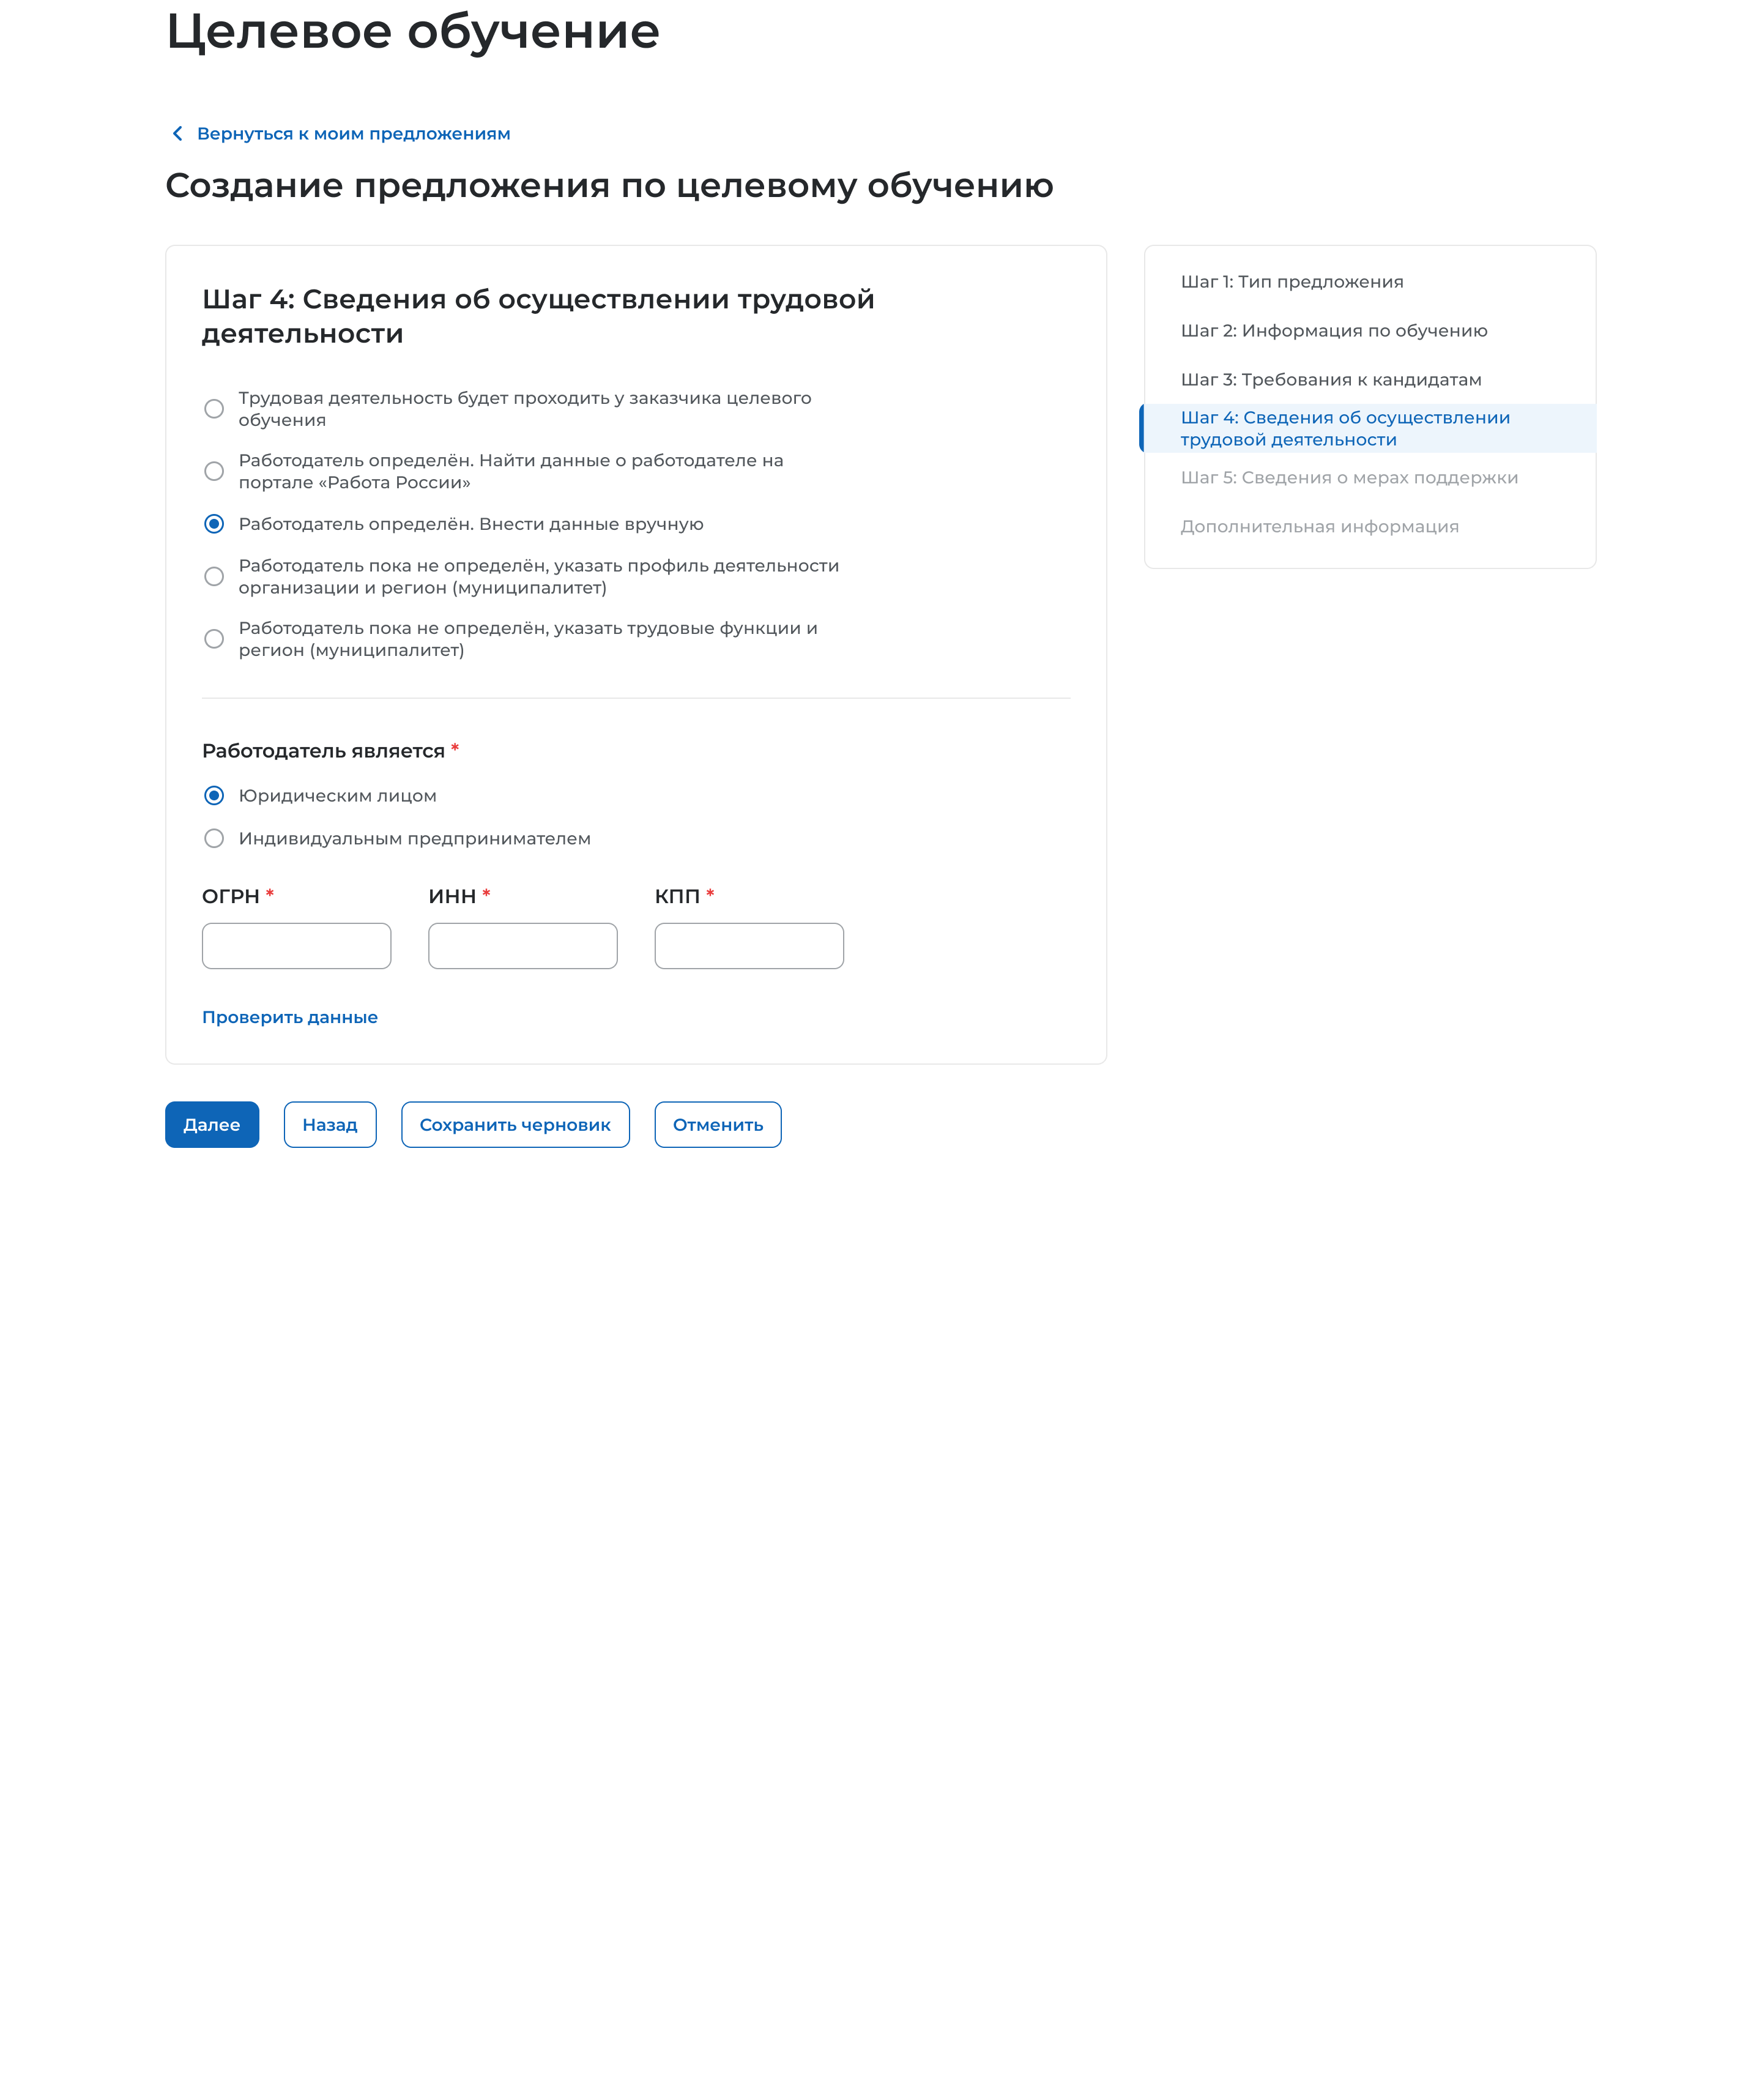 Целевое обучение
Вернуться к моим предложениям
Создание предложения по целевому обучению
Шаг 4: Сведения об осуществлении трудовой
деятельности
Трудовая деятельность будет проходить у заказчика целевого
обучения
Работодатель определён. Найти данные о работодателе на
портале «Работа России»
Работодатель определён. Внести данные вручную
Работодатель пока не определён, указать профиль деятельности
организации и регион (муниципалитет)
Работодатель пока не определён, указать трудовые функции и
регион (муниципалитет)
Работодатель является *
Юридическим лицом
Индивидуальным предпринимателем
ОГРН *
ИНН *
КПП *
Проверить данные
Далее
Назад
Сохранить черновик
Отменить
Шаг 1: Тип предложения
Шаг 2: Информация по обучению
Шаг 3: Требования к кандидатам
Шаг 4: Сведения об осуществлении
трудовой деятельности
Шаг 5: Сведения о мерах поддержки
Дополнительная информация